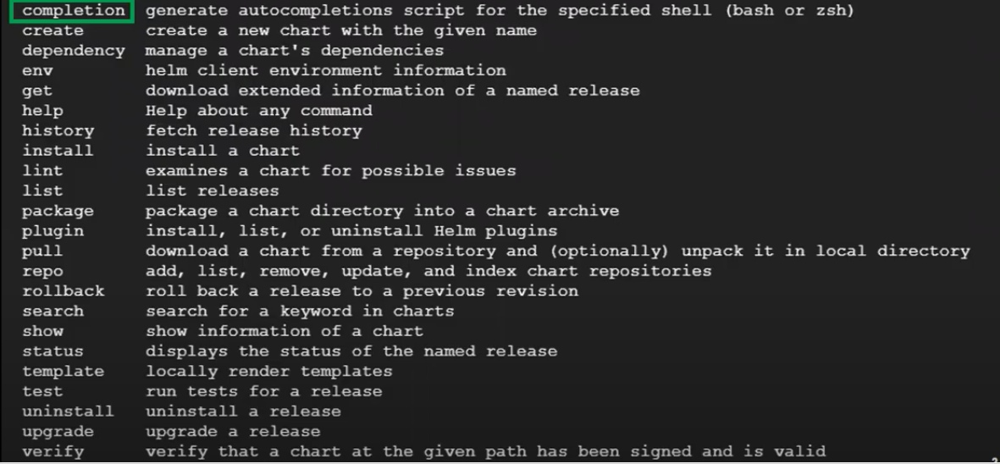 completion generate autocompletions script for the specified shell (bash or zsh)
create create a new chart with the given name
dependency manage a chart's dependencies
env helm client environment information
get download extended information of a named release
help Help about any command
history fetch release history
install install a chart
lint examines a chart for possible issues
list list releases
package package a chart directory into a chart archive
plugin install, list, or uninstall Helm plugins
pull download a chart from a repository and (optionally) unpack it in local directory
repo add, list, remove, update, and index chart repositories
rollback roll back a release to a previous revision
search search for a keyword in charts
show show information of a chart
status displays the status of the named release
template locally render templates
test run tests for a release
uninstall uninstall a release
upgrade upgrade a release
verify verify that a chart at the given path has been signed and is valid